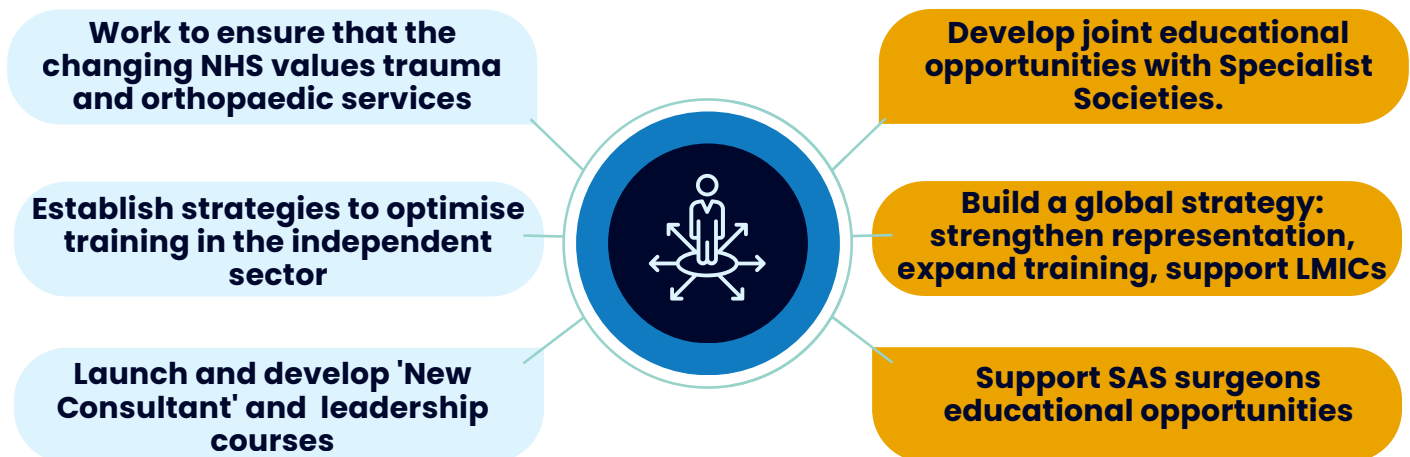 Work to ensure that the
changing NHS values trauma
and orthopaedic services
Establish strategies to optimise
training in the independent
sector
Launch and develop 'New
Consultant' and  leadership
courses
Develop joint educational
opportunities with Specialist
Societies.
Build a global strategy:
strengthen representation,
expand training, support LMICs
Support SAS surgeons
educational opportunities